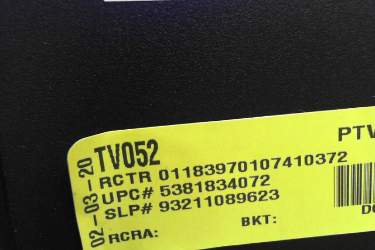 TV052
PTV
RCTR 01183970107410372
UPC# 5381834072
SLP# 93211089623
RCRA:
BKT:
02-03-20